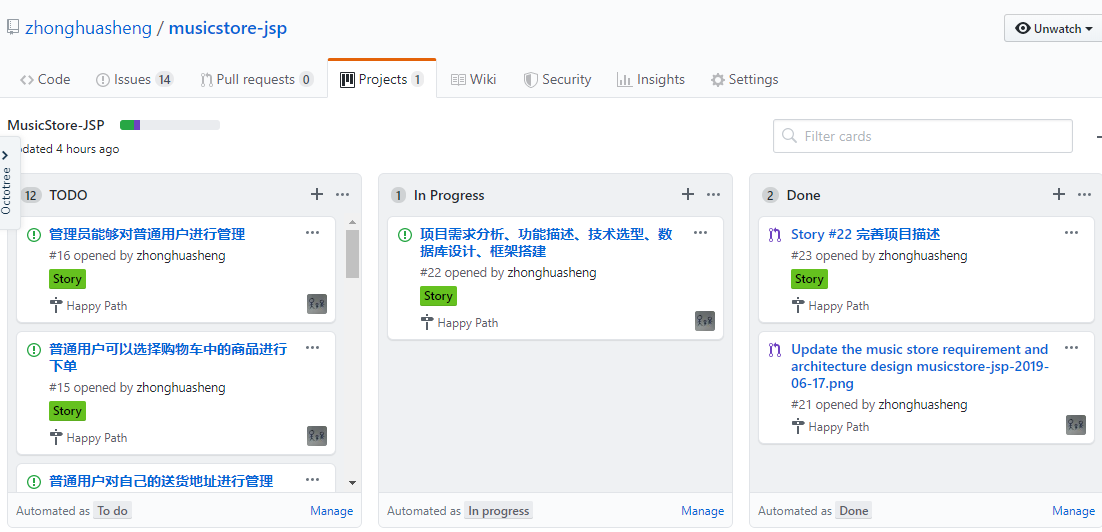 zhonghuasheng / musicstore-jsp
Unwatch
Code
Issues 14
Pull requests 0
Projects 1
Wiki
Security
Insights
Settings
MusicStore-JSP
dated 4 hours ago
Filter cards
Octotree
12 TODO
管理员能够对普通用户进行管理
#16 opened by zhonghuasheng
Story
Happy Path
普通用户可以选择购物车中的商品进行
下单
#15 opened by zhonghuasheng
Story
Happy Path
普通用户对自己的送货地址进行管理
Automated as To do
Manage
1 In Progress
项目需求分析、功能描述、技术选型、数
据库设计、框架搭建
#22 opened by zhonghuasheng
Story
Happy Path
Automated as In progress
Manage
2 Done
Story #22 完善项目描述
#23 opened by zhonghuasheng
Story
Happy Path
Update the music store requirement and
architecture design musicstore-jsp-2019-
06-17.png
#21 opened by zhonghuasheng
Happy Path
Automated as Done
Manage